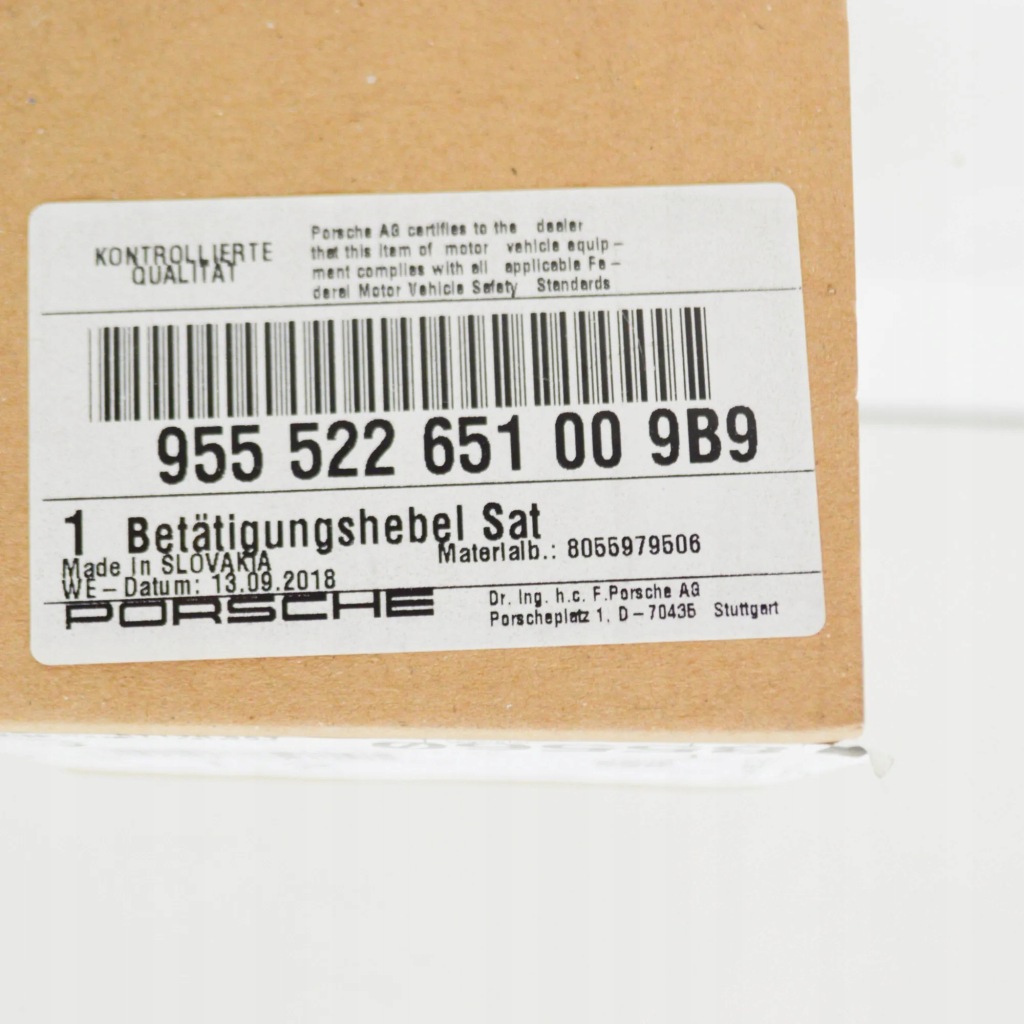 KONTROLLIERTE
QUALITÄT
Porsche AG certifies to the dealer
that this item of motor vehicle equip-
ment complies with all applicable Fe-
deral Motor Vehicle Safety Standards
955 522 651 00 9B9
1 Betätigungshebel Sat
Materialb.: 8055979506
Made in SLOVAKIA
WE-Datum: 13.09.2018
PORSCHE
Dr. Ing. h.c. F.Porsche AG
Porscheplatz 1, D-70435 Stuttgart